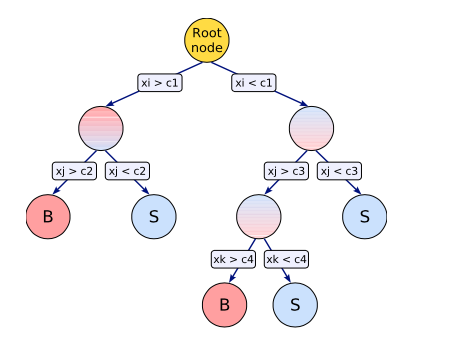 Root
node
xi > c1
xi < c1
xj > c2
xj < c2
xj > c3
xj < c3
B
S
S
xk > c4
xk < c4
B
S